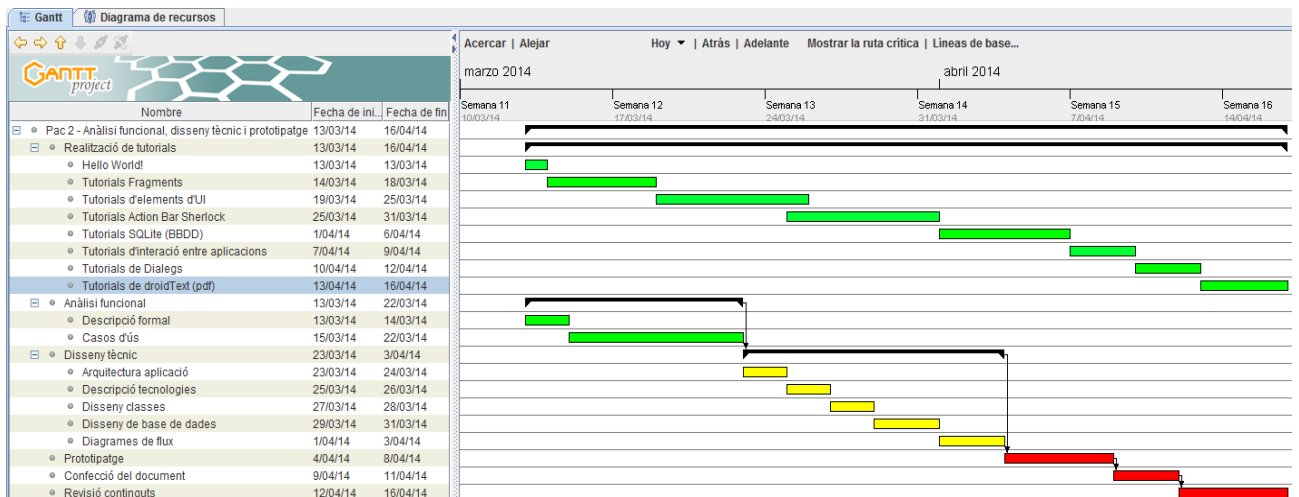 Gantt Diagrama de recursos
Acercar | Alejar Hoy | Atrás | Adelante Mostrar la ruta crítica | Líneas de base...
GANTT project
marzo 2014 abril 2014
Semana 11 Semana 12 Semana 13 Semana 14 Semana 15 Semana 16
10/03/14 17/03/14 24/03/14 31/03/14 7/04/14 14/04/14
Nombre Fecha de ini... Fecha de fin
Pac 2 - Anàlisi funcional, disseny tècnic i prototipatge 13/03/14 16/04/14
Realització de tutorials 13/03/14 16/04/14
Hello World! 13/03/14 13/03/14
Tutorials Fragments 14/03/14 18/03/14
Tutorials d'elements d'UI 19/03/14 25/03/14
Tutorials Action Bar Sherlock 25/03/14 31/03/14
Tutorials SQLite (BBDD) 1/04/14 6/04/14
Tutorials d'interació entre aplicacions 7/04/14 9/04/14
Tutorials de Dialegs 10/04/14 12/04/14
Tutorials de droidText (pdf) 13/04/14 16/04/14
Anàlisi funcional 13/03/14 22/03/14
Descripció formal 13/03/14 14/03/14
Casos d'ús 15/03/14 22/03/14
Disseny tècnic 23/03/14 3/04/14
Arquitectura aplicació 23/03/14 24/03/14
Descripció tecnologies 25/03/14 26/03/14
Disseny classes 27/03/14 28/03/14
Disseny de base de dades 29/03/14 31/03/14
Diagrames de flux 1/04/14 3/04/14
Prototipatge 4/04/14 8/04/14
Confecció del document 9/04/14 11/04/14
Revisió continguts 12/04/14 16/04/14